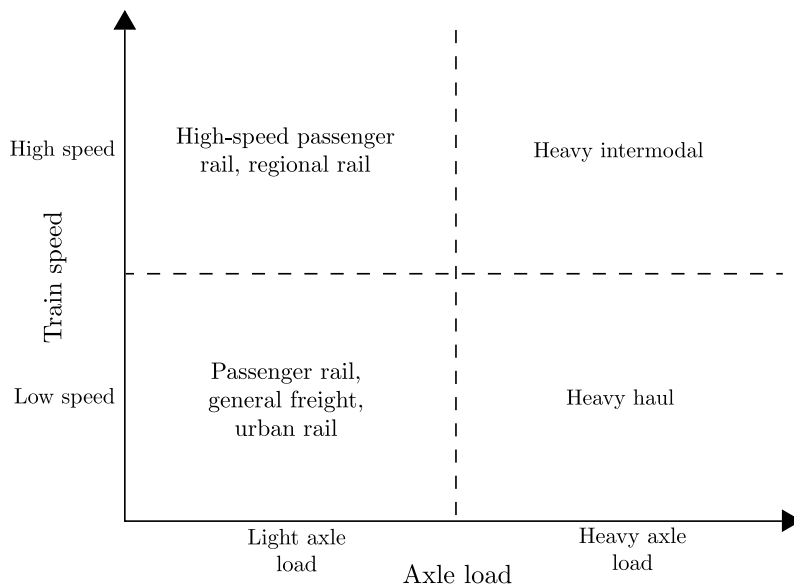 High speed
High-speed passenger
rail, regional rail
Heavy intermodal
Train speed
Low speed
Passenger rail,
general freight,
urban rail
Heavy haul
Light axle
load
Heavy axle
load
Axle load